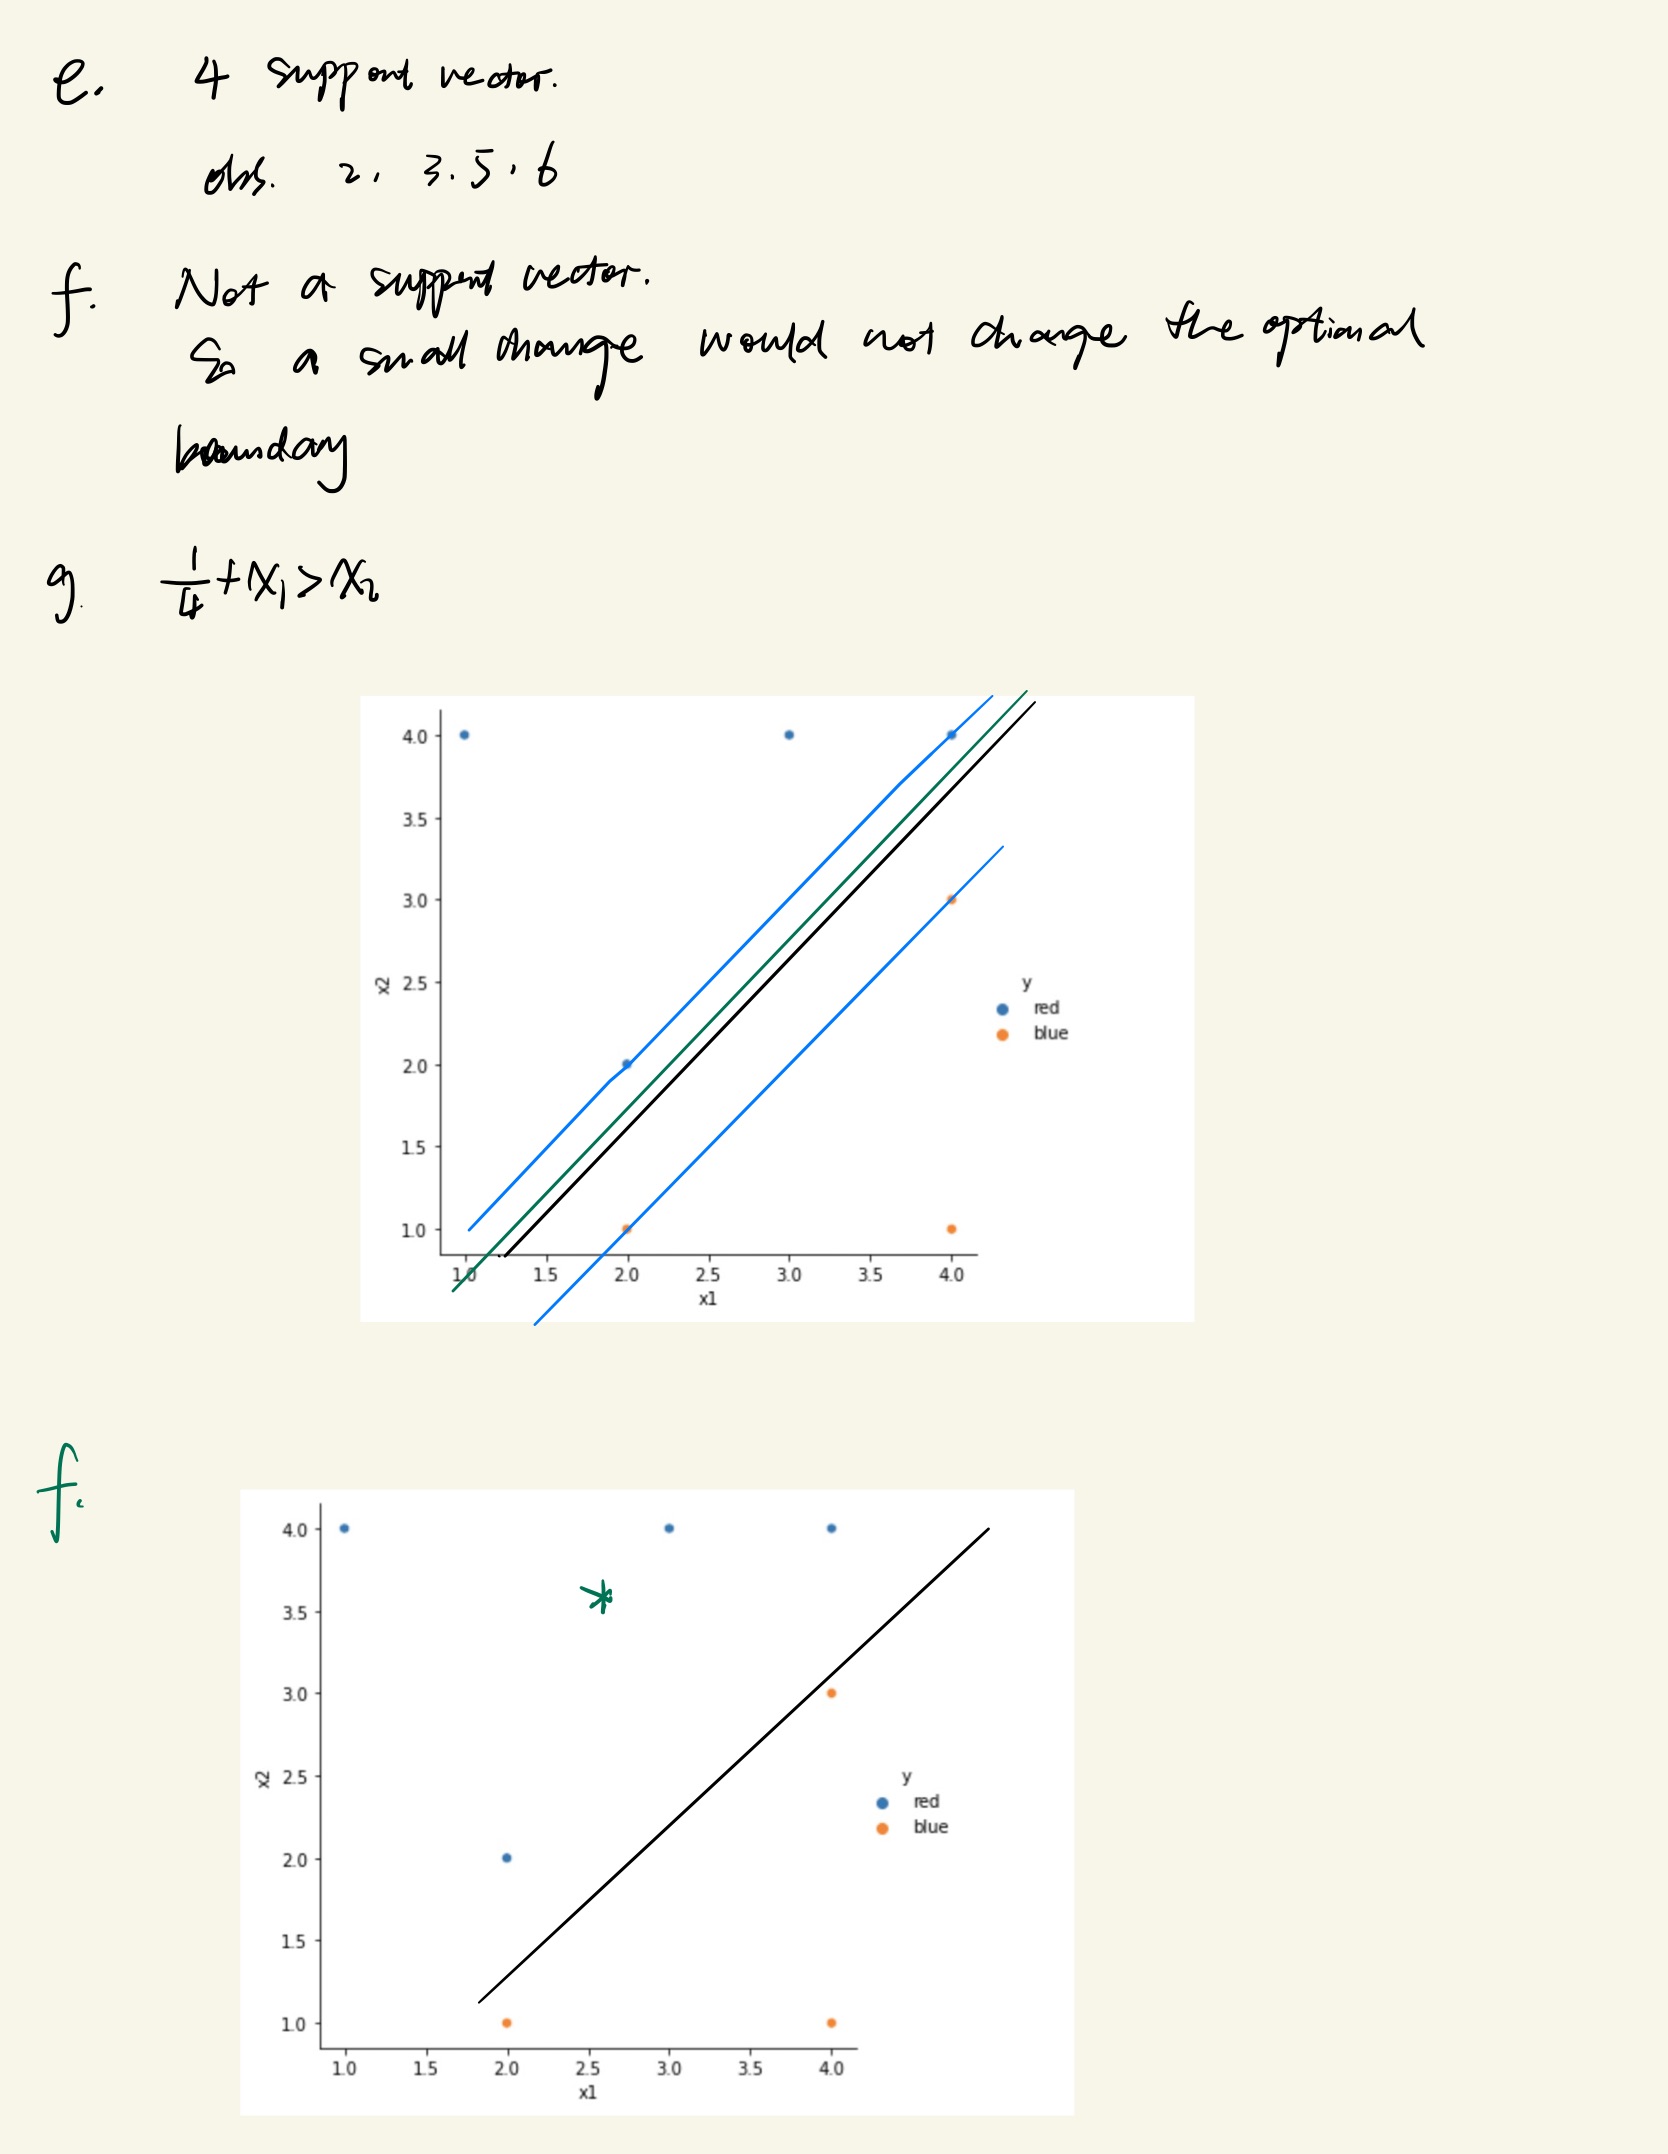 e. 4 support vector.
obs. 2, 3. 5, 6
f. Not a support vector.
So a small change would not change the optional
boundary
g. 1/4 + x₁ > x₂
4.0
3.5
3.0
x2 2.5
2.0
1.5
1.0
1.0 1.5 2.0 2.5 3.0 3.5 4.0
x1
y
red
blue
f.
4.0
3.5
3.0
x2 2.5
2.0
1.5
1.0
1.0 1.5 2.0 2.5 3.0 3.5 4.0
x1
y
red
blue